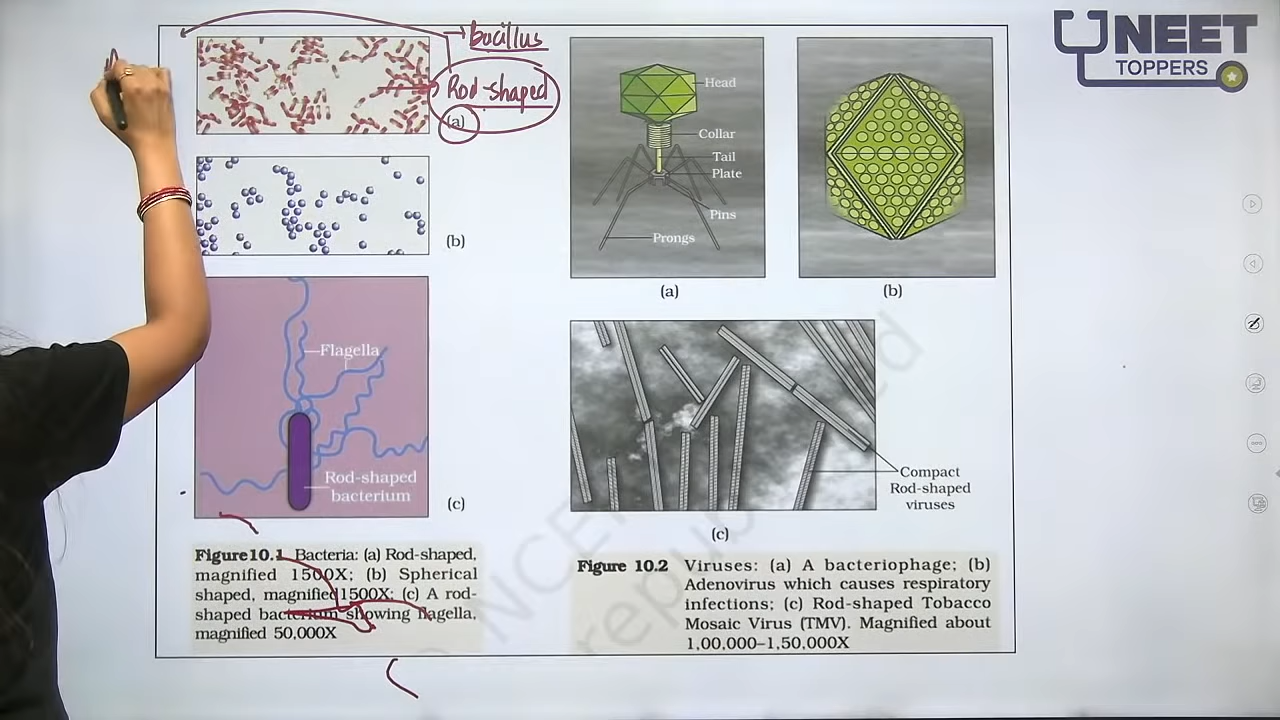 bacillus
Rod-shaped
(a)
(b)
Flagella
Rod-shaped
bacterium
(c)
Figure 10.1 Bacteria: (a) Rod-shaped,
magnified 1500X; (b) Spherical
shaped, magnified 1500X; (c) A rod-
shaped bacterium showing flagella,
magnified 50,000X
Head
Collar
Tail
Plate
Pins
Prongs
(a)
(b)
Compact
Rod-shaped
viruses
(c)
Figure 10.2 Viruses: (a) A bacteriophage; (b)
Adenovirus which causes respiratory
infections; (c) Rod-shaped Tobacco
Mosaic Virus (TMV). Magnified about
1,00,000–1,50,000X
NEET
TOPPERS